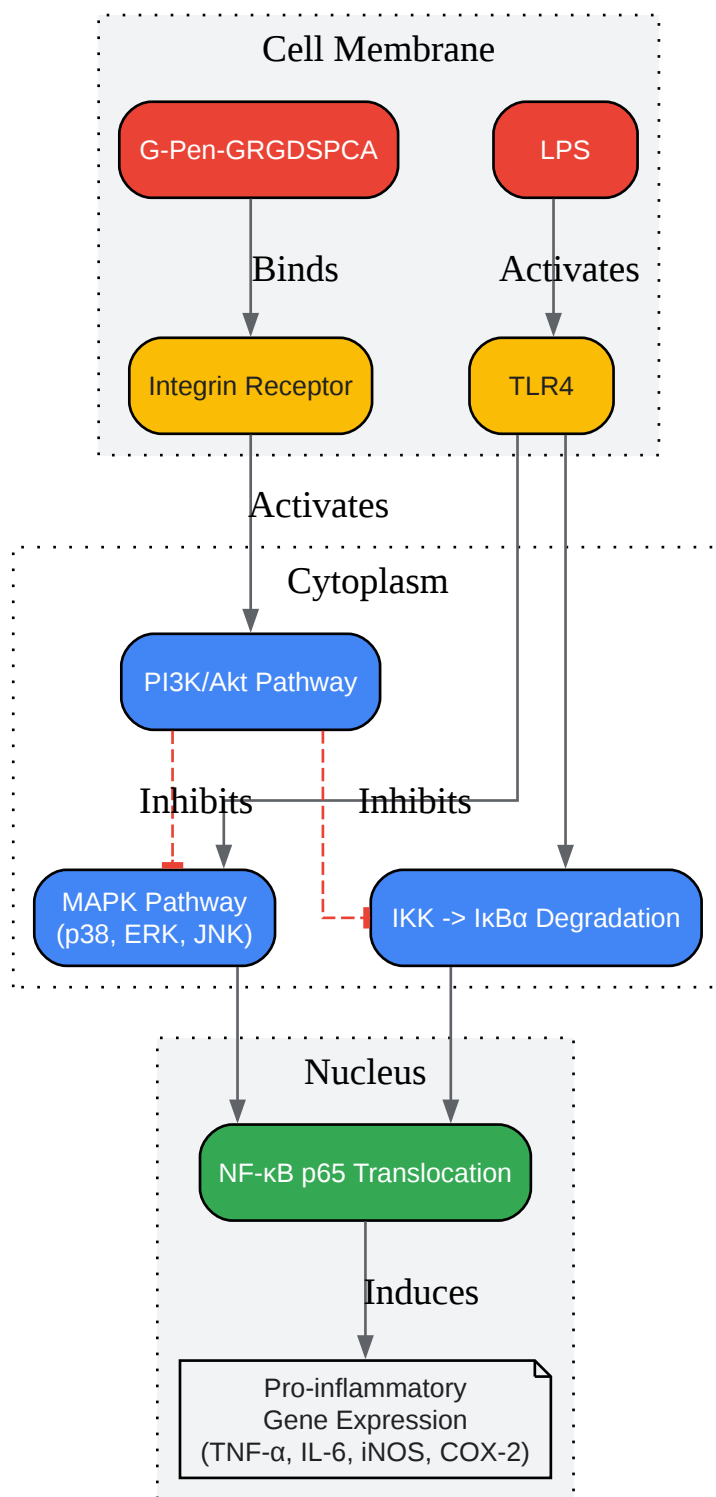 Cell Membrane
G-Pen-GRGDSPCA
LPS
Binds
Activates
Integrin Receptor
TLR4
Activates
Cytoplasm
PI3K/Akt Pathway
Inhibits
Inhibits
MAPK Pathway
(p38, ERK, JNK)
IKK -> IκBα Degradation
Nucleus
NF-κB p65 Translocation
Induces
Pro-inflammatory
Gene Expression
(TNF-α, IL-6, iNOS, COX-2)